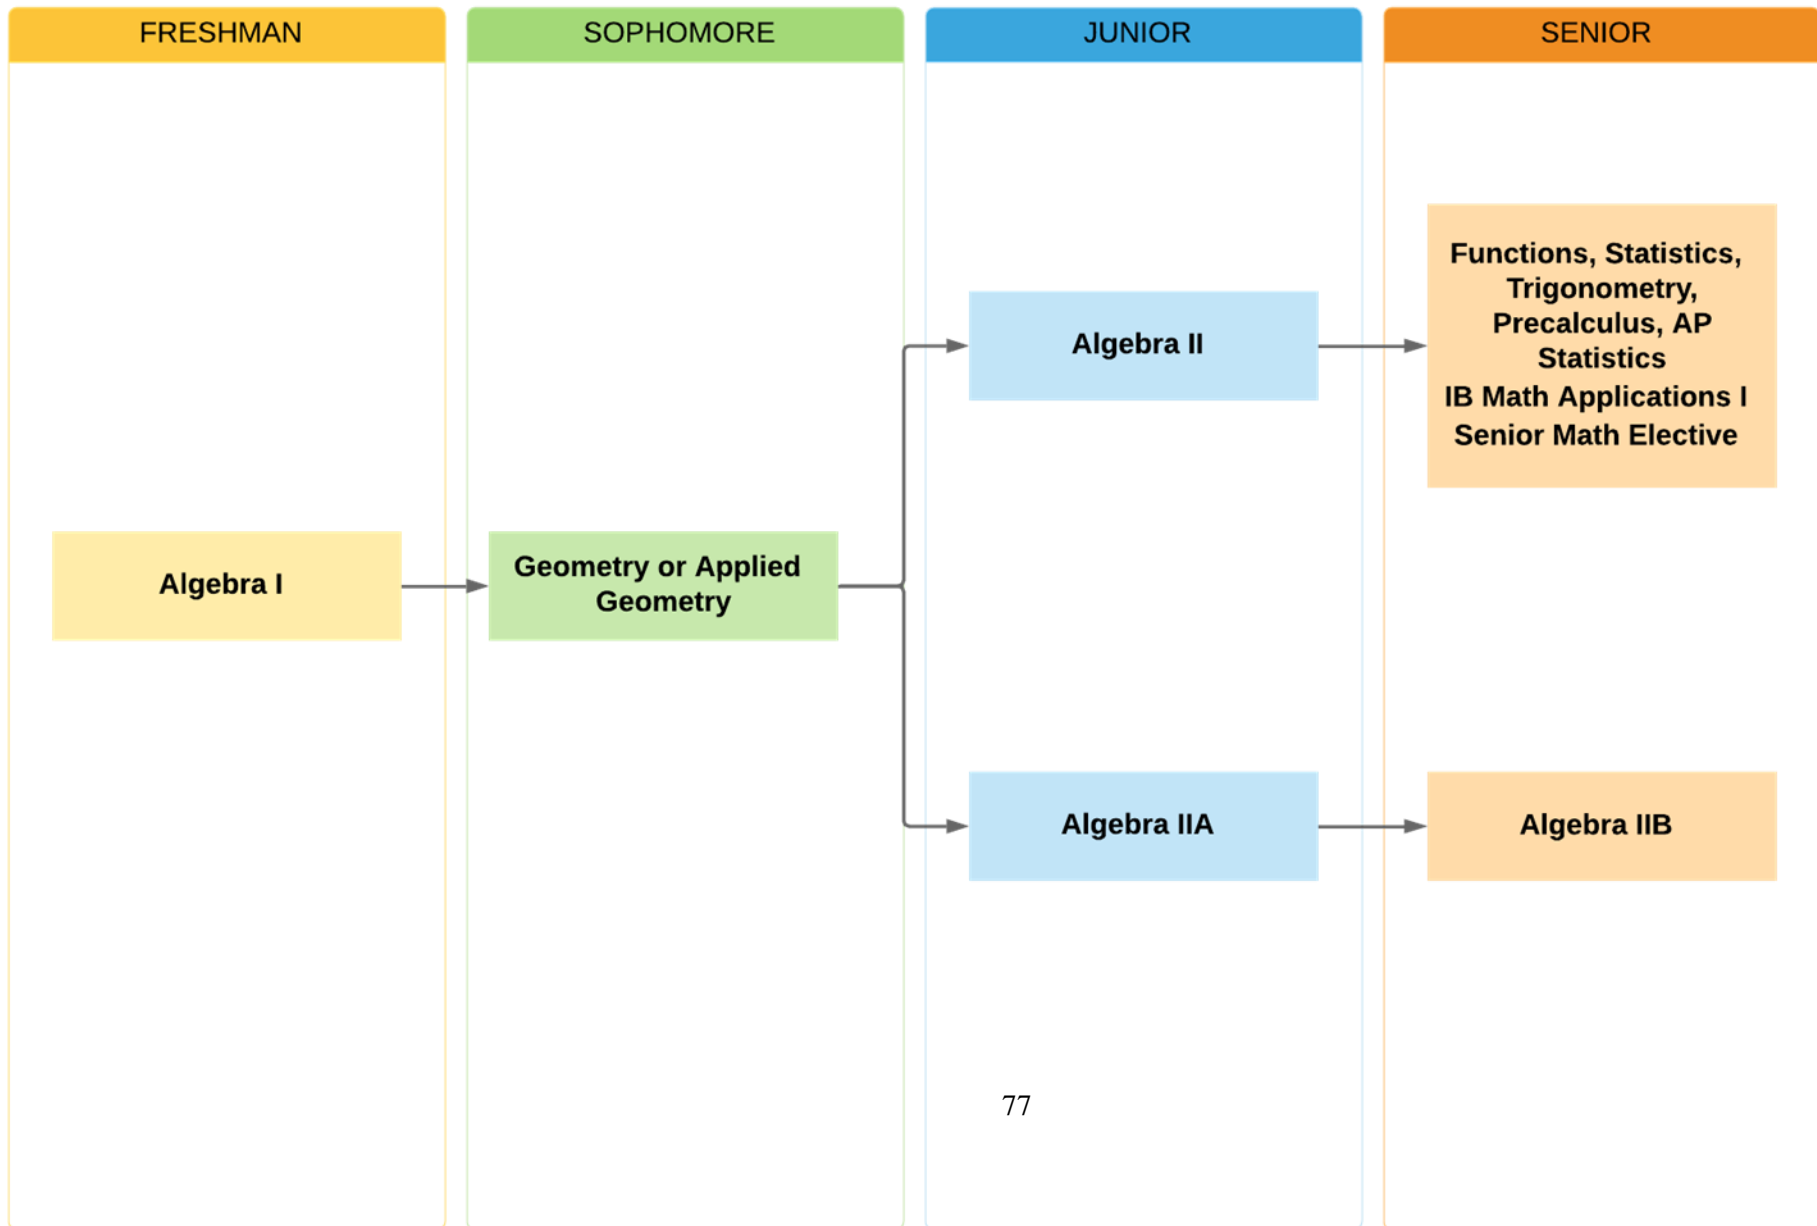 FRESHMAN
SOPHOMORE
JUNIOR
SENIOR
Algebra I
Geometry or Applied
Geometry
Algebra II
Functions, Statistics,
Trigonometry,
Precalculus, AP
Statistics
IB Math Applications I
Senior Math Elective
Algebra IIA
Algebra IIB
77